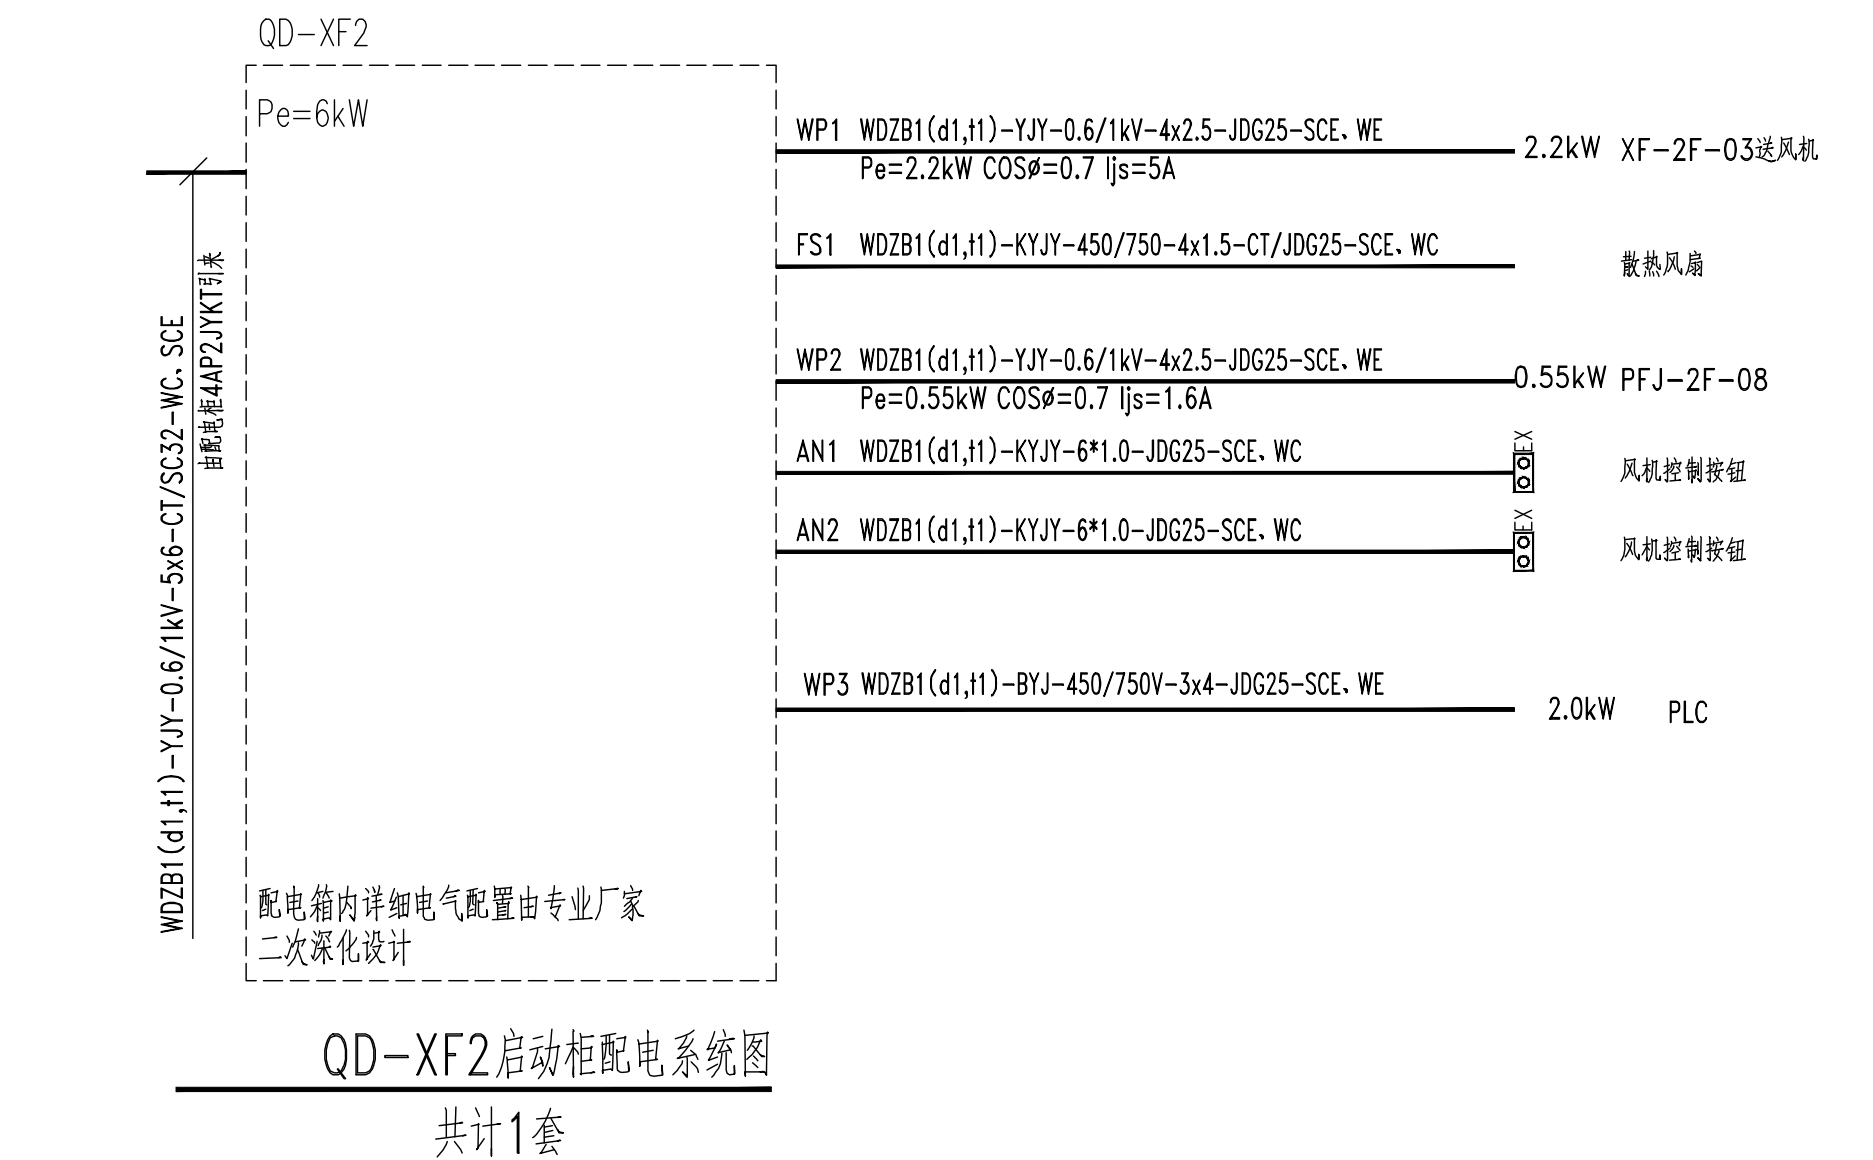 QD-XF2
Pe=6kW
WDZB1(d1,t1)-YJY-0.6/1kV-5x6-CT/SC32-WC、SCE
由配电柜4AP2JYKT引来
WP1 WDZB1(d1,t1)-YJY-0.6/1kV-4x2.5-JDG25-SCE、WE
Pe=2.2kW COSø=0.7 Ijs=5A
2.2kW XF-2F-03送风机
FS1 WDZB1(d1,t1)-KYJY-450/750-4x1.5-CT/JDG25-SCE、WC
散热风扇
WP2 WDZB1(d1,t1)-YJY-0.6/1kV-4x2.5-JDG25-SCE、WE
Pe=0.55kW COSø=0.7 Ijs=1.6A
0.55kW PFJ-2F-08
AN1 WDZB1(d1,t1)-KYJY-6*1.0-JDG25-SCE、WC
EX
风机控制按钮
AN2 WDZB1(d1,t1)-KYJY-6*1.0-JDG25-SCE、WC
EX
风机控制按钮
WP3 WDZB1(d1,t1)-BYJ-450/750V-3x4-JDG25-SCE、WE
2.0kW PLC
配电箱内详细电气配置由专业厂家
二次深化设计
QD-XF2启动柜配电系统图
共计1套